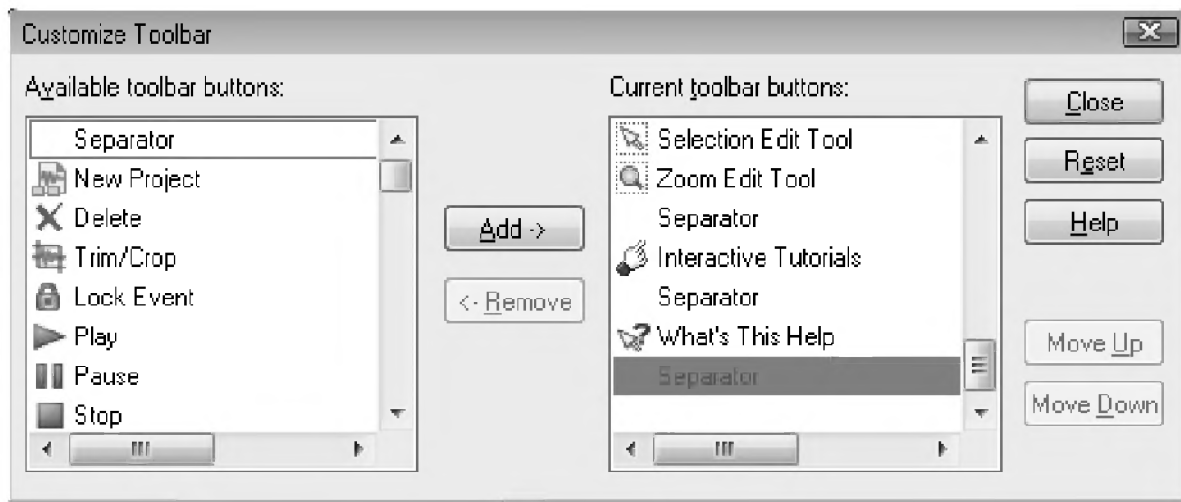 Customize Toolbar
Available toolbar buttons:
Separator
New Project
Delete
Trim/Crop
Lock Event
Play
Pause
Stop
Add ->
<- Remove
Current toolbar buttons:
Selection Edit Tool
Zoom Edit Tool
Separator
Interactive Tutorials
Separator
What's This Help
Separator
Close
Reset
Help
Move Up
Move Down